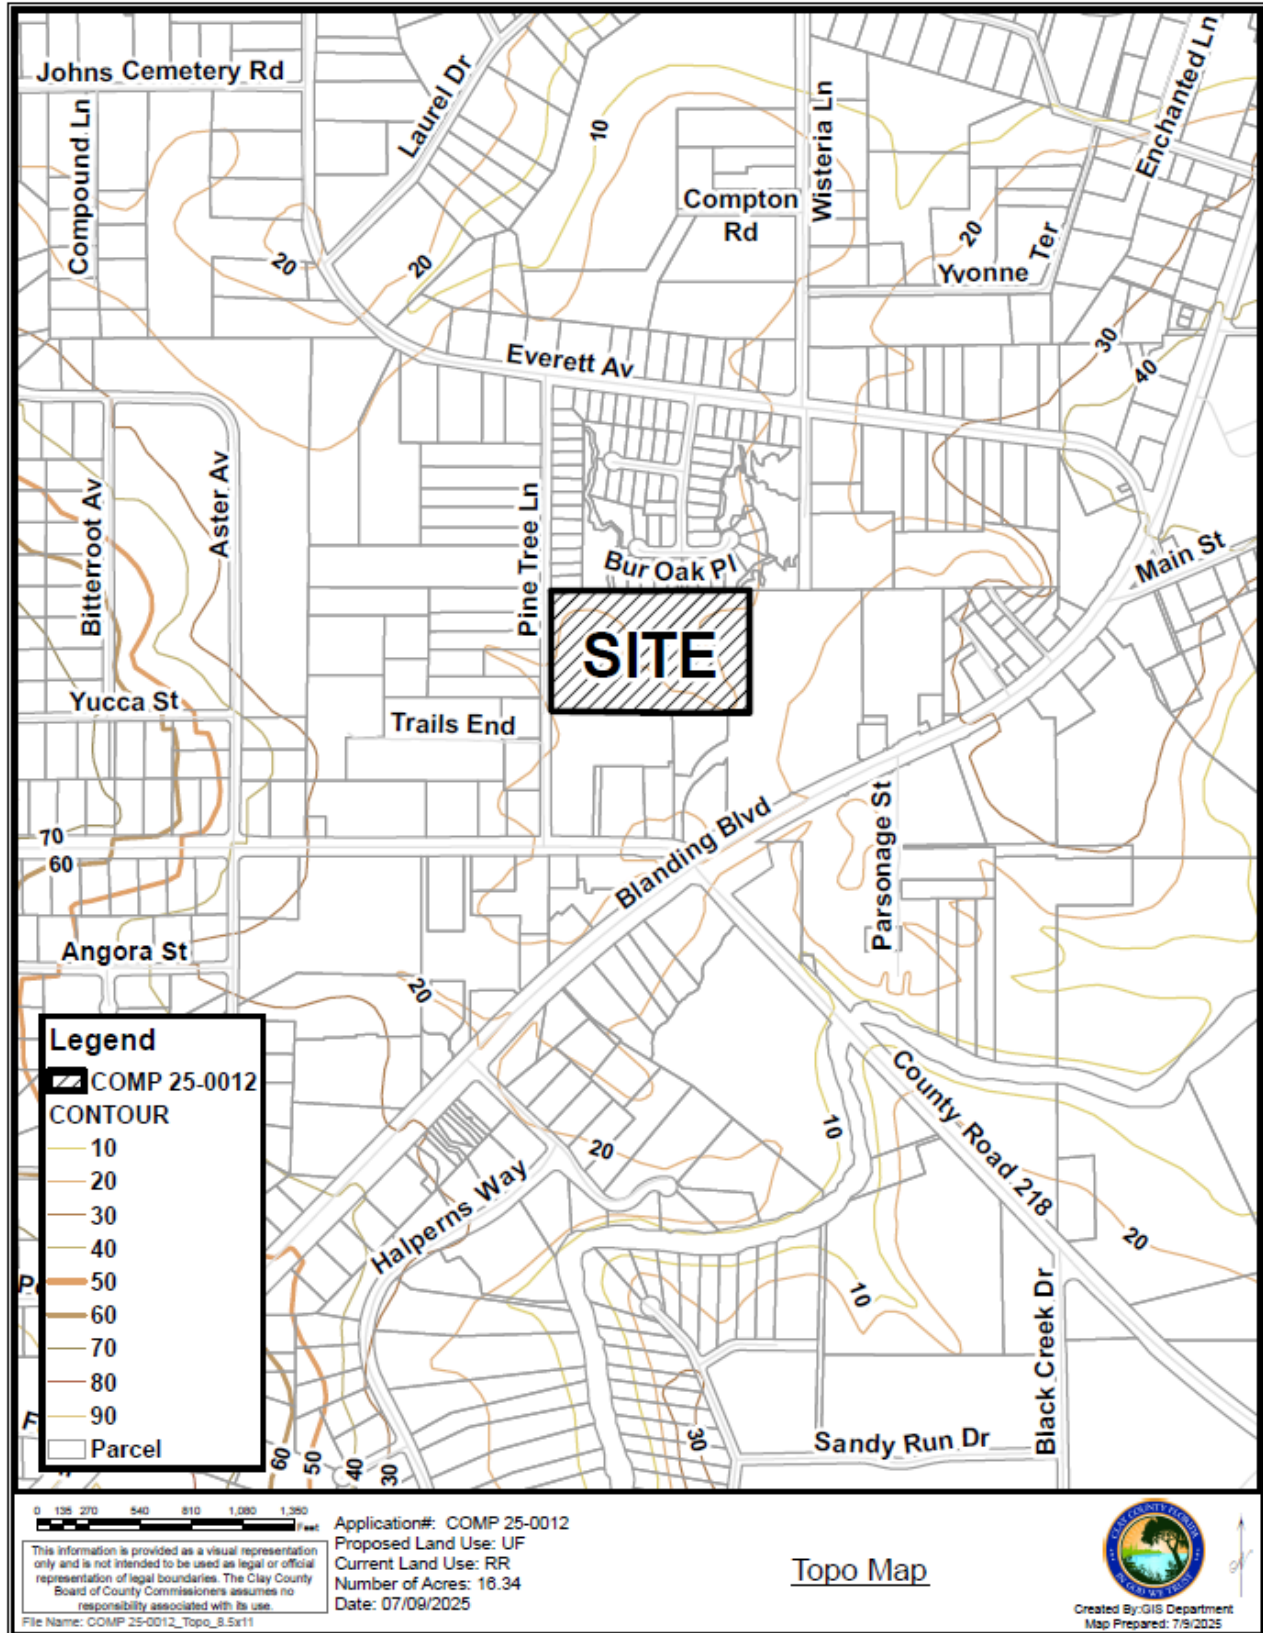 Johns Cemetery Rd
Compound Ln
Laurel Dr
10
Wisteria Ln
Enchanted Ln
Compton
Rd
20
20
20
Yvonne Ter
30
40
Everett Av
Bitterroot Av
Aster Av
Pine Tree Ln
Bur Oak Pl
Main St
SITE
Yucca St
Trails End
70
60
Blanding Blvd
Parsonage St
Angora St
20
County Road 218
10
20
Halperns Way
20
10
Black Creek Dr
30
Sandy Run Dr
60
50
40
30
Legend
COMP 25-0012
CONTOUR
10
20
30
40
50
60
70
80
90
Parcel
0 135 270 540 810 1,080 1,350
Feet
This information is provided as a visual representation
only and is not intended to be used as legal or official
representation of legal boundaries. The Clay County
Board of County Commissioners assumes no
responsibility associated with its use.
File Name: COMP 25-0012_Topo_8.5x11
Application#: COMP 25-0012
Proposed Land Use: UF
Current Land Use: RR
Number of Acres: 16.34
Date: 07/09/2025
Topo Map
CLAY COUNTY FLORIDA
IN GOD WE TRUST
Created By:GIS Department
Map Prepared: 7/9/2025